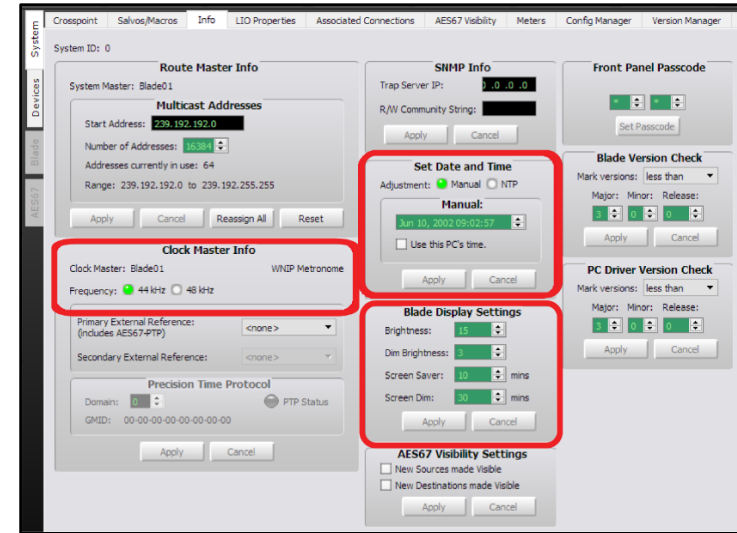 Crosspoint Salvos/Macros Info LIO Properties Associated Connections AES67 Visibility Meters Config Manager Version Manager
System
Devices
Blade
AES67
System ID: 0
Route Master Info
System Master: Blade01
Multicast Addresses
Start Address: 239.192.192.0
Number of Addresses: 16384
Addresses currently in use: 64
Range: 239.192.192.0 to 239.192.255.255
Apply Cancel Reassign All Reset
Clock Master Info
Clock Master: Blade01 WNIP Metronome
Frequency: 44 kHz 48 kHz
Primary External Reference: <none>
(includes AES67-PTP)
Secondary External Reference: <none>
Precision Time Protocol
Domain: 0 PTP Status
GMID: 00-00-00-00-00-00-00-00
Apply Cancel
SNMP Info
Trap Server IP: 0 .0 .0 .0
R/W Community String:
Apply Cancel
Set Date and Time
Adjustment: Manual NTP
Manual:
Jun 10, 2002 09:02:57
Use this PC's time.
Apply Cancel
Blade Display Settings
Brightness: 15
Dim Brightness: 3
Screen Saver: 10 mins
Screen Dim: 30 mins
Apply Cancel
AES67 Visibility Settings
New Sources made Visible
New Destinations made Visible
Apply Cancel
Front Panel Passcode
* *
Set Passcode
Blade Version Check
Mark versions: less than
Major: Minor: Release:
3 0 0
Apply Cancel
PC Driver Version Check
Mark versions: less than
Major: Minor: Release:
3 0 0
Apply Cancel